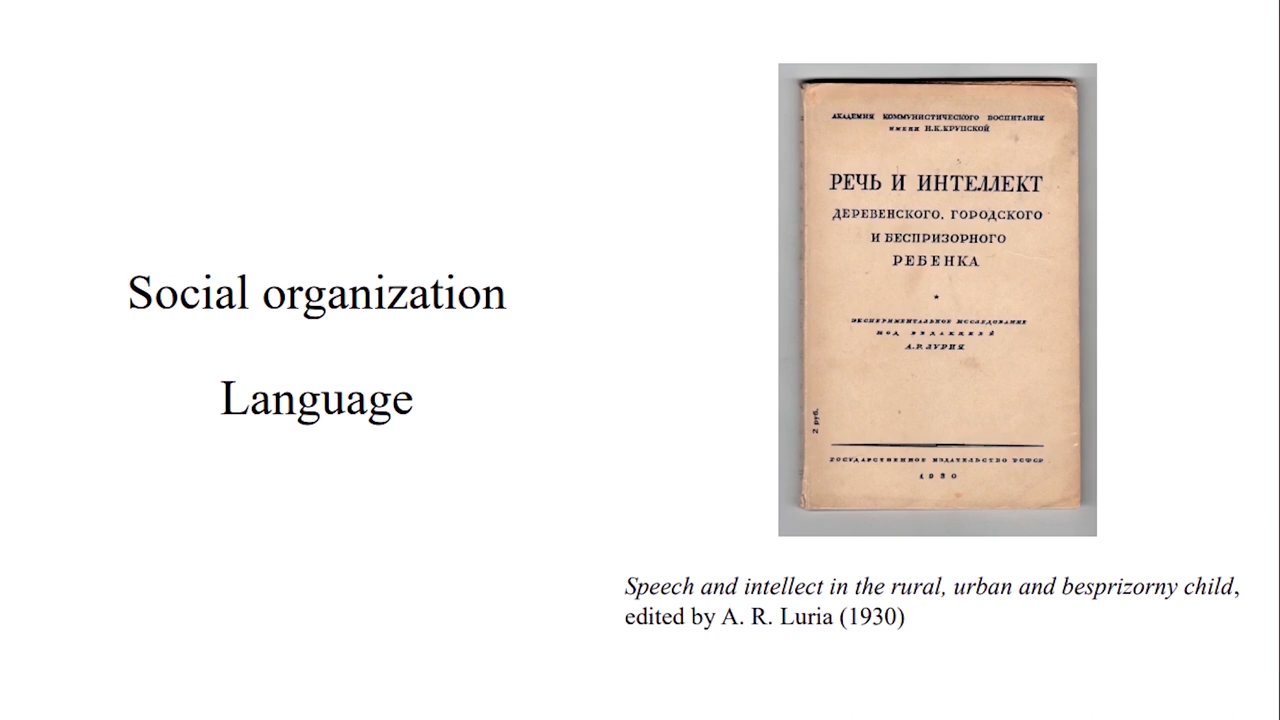 Social organization
Language
АКАДЕМИЯ КОММУНИСТИЧЕСКОГО ВОСПИТАНИЯ
ИМЕНИ Н.К.КРУПСКОЙ
РЕЧЬ И ИНТЕЛЛЕКТ
ДЕРЕВЕНСКОГО, ГОРОДСКОГО
И БЕСПРИЗОРНОГО
РЕБЕНКА
ЭКСПЕРИМЕНТАЛЬНОЕ ИССЛЕДОВАНИЕ
ПОД РЕДАКЦИЕЙ
А.Р.ЛУРИЯ
2 руб.
ГОСУДАРСТВЕННОЕ ИЗДАТЕЛЬСТВО РСФСР
1930
Speech and intellect in the rural, urban and besprizorny child,
edited by A. R. Luria (1930)